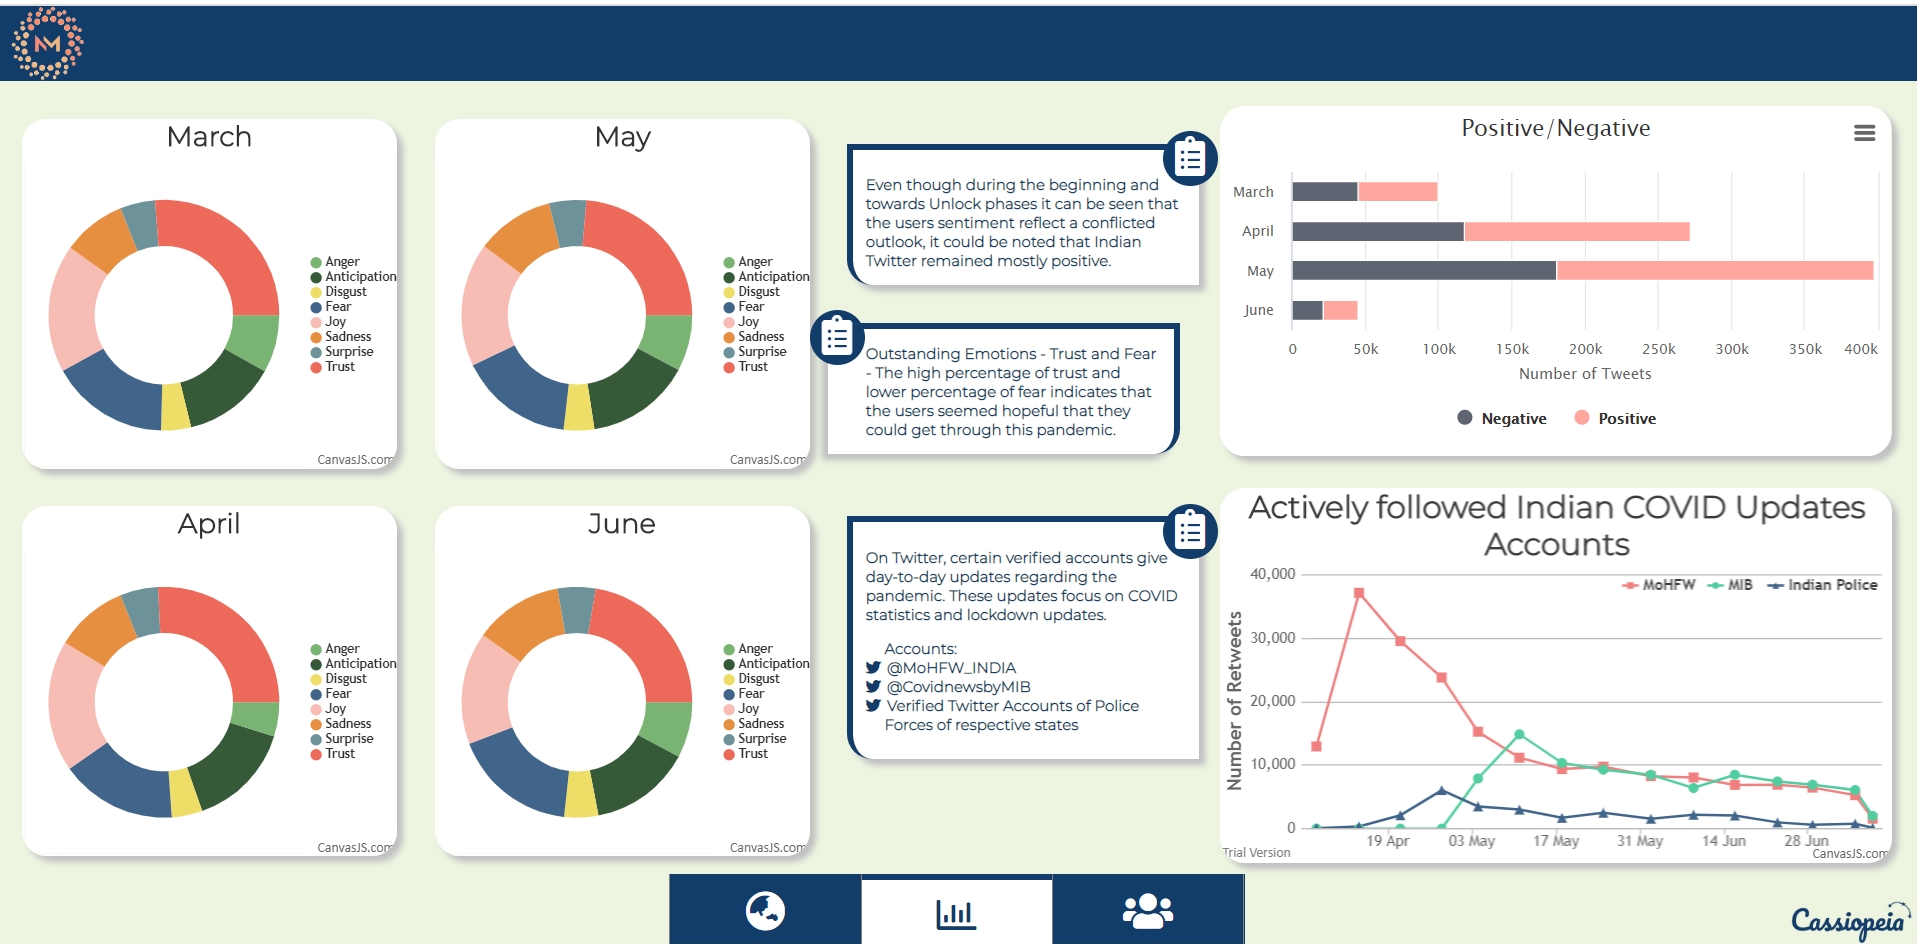 NM
March
Anger
Anticipation
Disgust
Fear
Joy
Sadness
Surprise
Trust
CanvasJS.com
May
Anger
Anticipation
Disgust
Fear
Joy
Sadness
Surprise
Trust
CanvasJS.com
Even though during the beginning and
towards Unlock phases it can be seen that
the users sentiment reflect a conflicted
outlook, it could be noted that Indian
Twitter remained mostly positive.
Outstanding Emotions - Trust and Fear
- The high percentage of trust and
lower percentage of fear indicates that
the users seemed hopeful that they
could get through this pandemic.
Positive/Negative
March
April
May
June
0 50k 100k 150k 200k 250k 300k 350k 400k
Number of Tweets
Negative Positive
April
Anger
Anticipation
Disgust
Fear
Joy
Sadness
Surprise
Trust
CanvasJS.com
June
Anger
Anticipation
Disgust
Fear
Joy
Sadness
Surprise
Trust
CanvasJS.com
On Twitter, certain verified accounts give
day-to-day updates regarding the
pandemic. These updates focus on COVID
statistics and lockdown updates.
Accounts:
@MoHFW_INDIA
@CovidnewsbyMIB
Verified Twitter Accounts of Police
Forces of respective states
Actively followed Indian COVID Updates
Accounts
MoHFW MIB Indian Police
Number of Retweets
40,000
30,000
20,000
10,000
0
19 Apr 03 May 17 May 31 May 14 Jun 28 Jun
Trial Version
CanvasJS.com
Cassiopeia